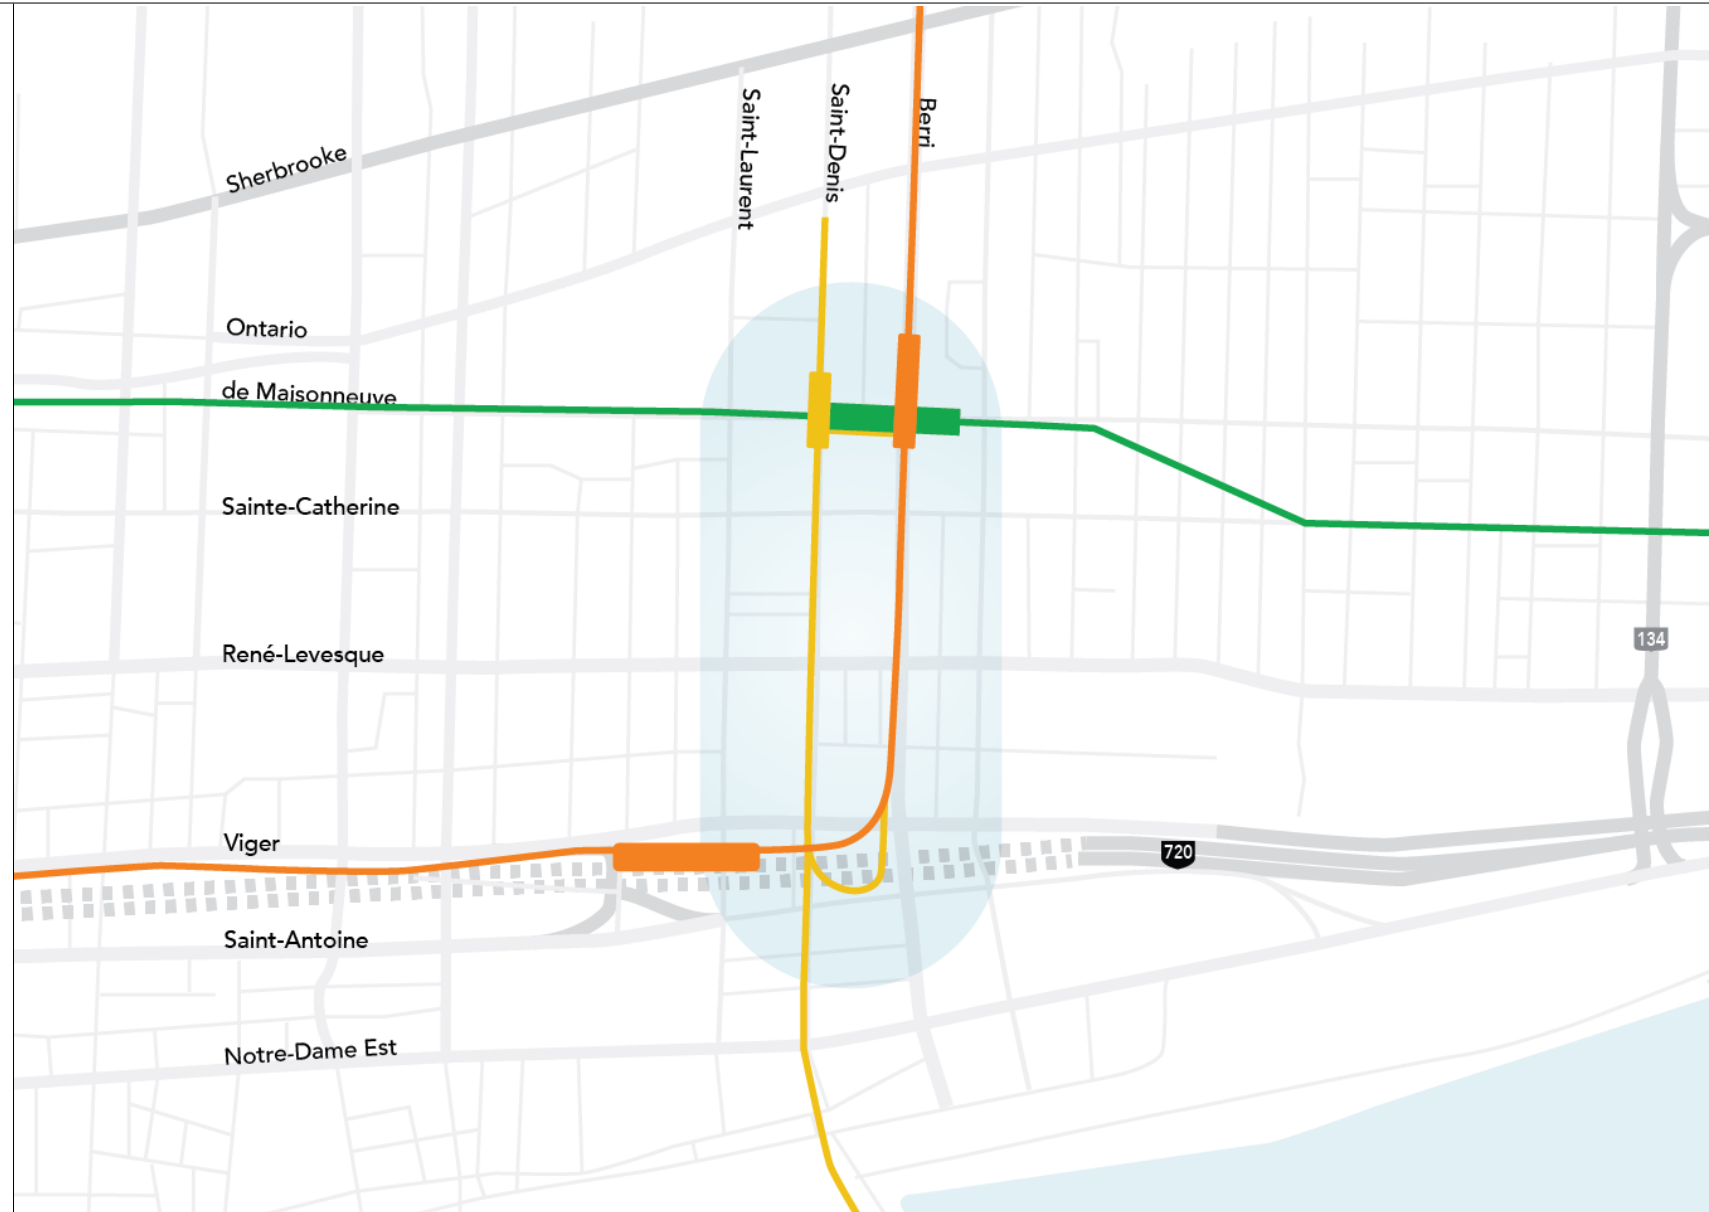 Saint-Laurent
Saint-Denis
Berri
Sherbrooke
Ontario
de Maisonneuve
Sainte-Catherine
René-Levesque
134
Viger
720
Saint-Antoine
Notre-Dame Est